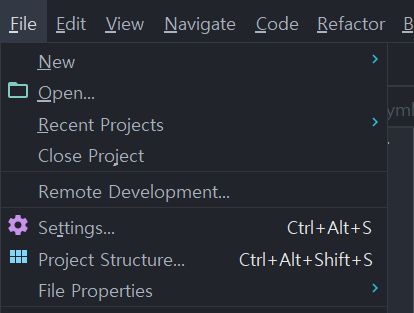 File Edit View Navigate Code Refactor B
New
Open...
Recent Projects
Close Project
Remote Development...
Settings... Ctrl+Alt+S
Project Structure... Ctrl+Alt+Shift+S
File Properties